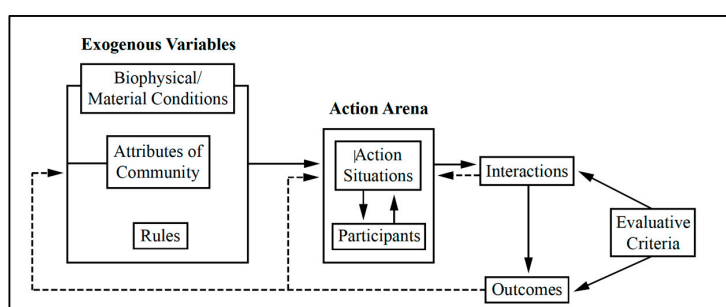 Exogenous Variables
Biophysical/
Material Conditions
Attributes of
Community
Rules
Action Arena
Action
Situations
Participants
Interactions
Evaluative
Criteria
Outcomes